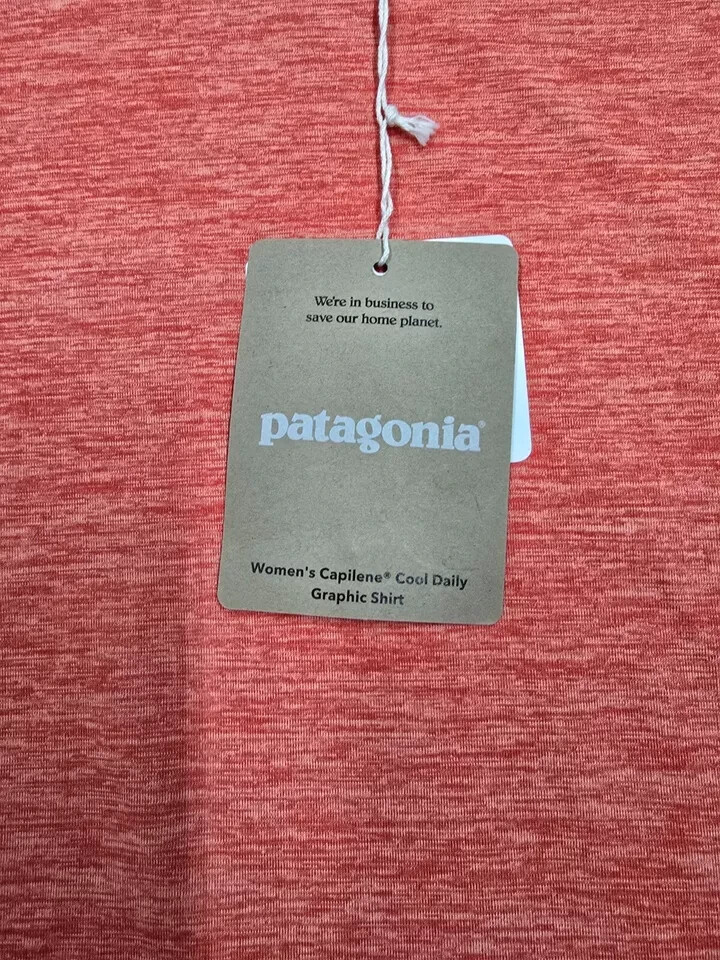 We're in business to
save our home planet.
patagonia®
Women's Capilene® Cool Daily
Graphic Shirt